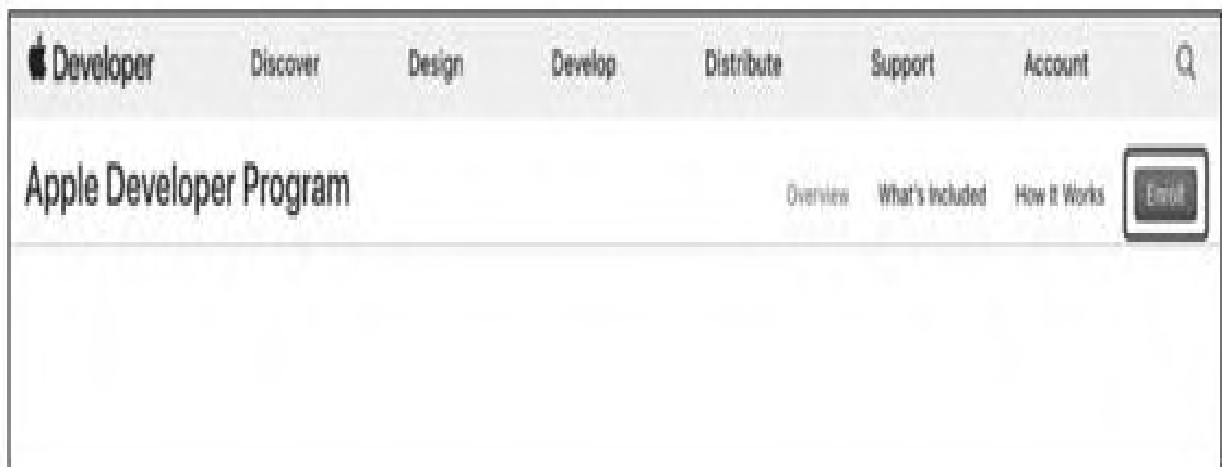 Developer Discover Design Develop Distribute Support Account
Apple Developer Program Overview What's Included How It Works Enroll